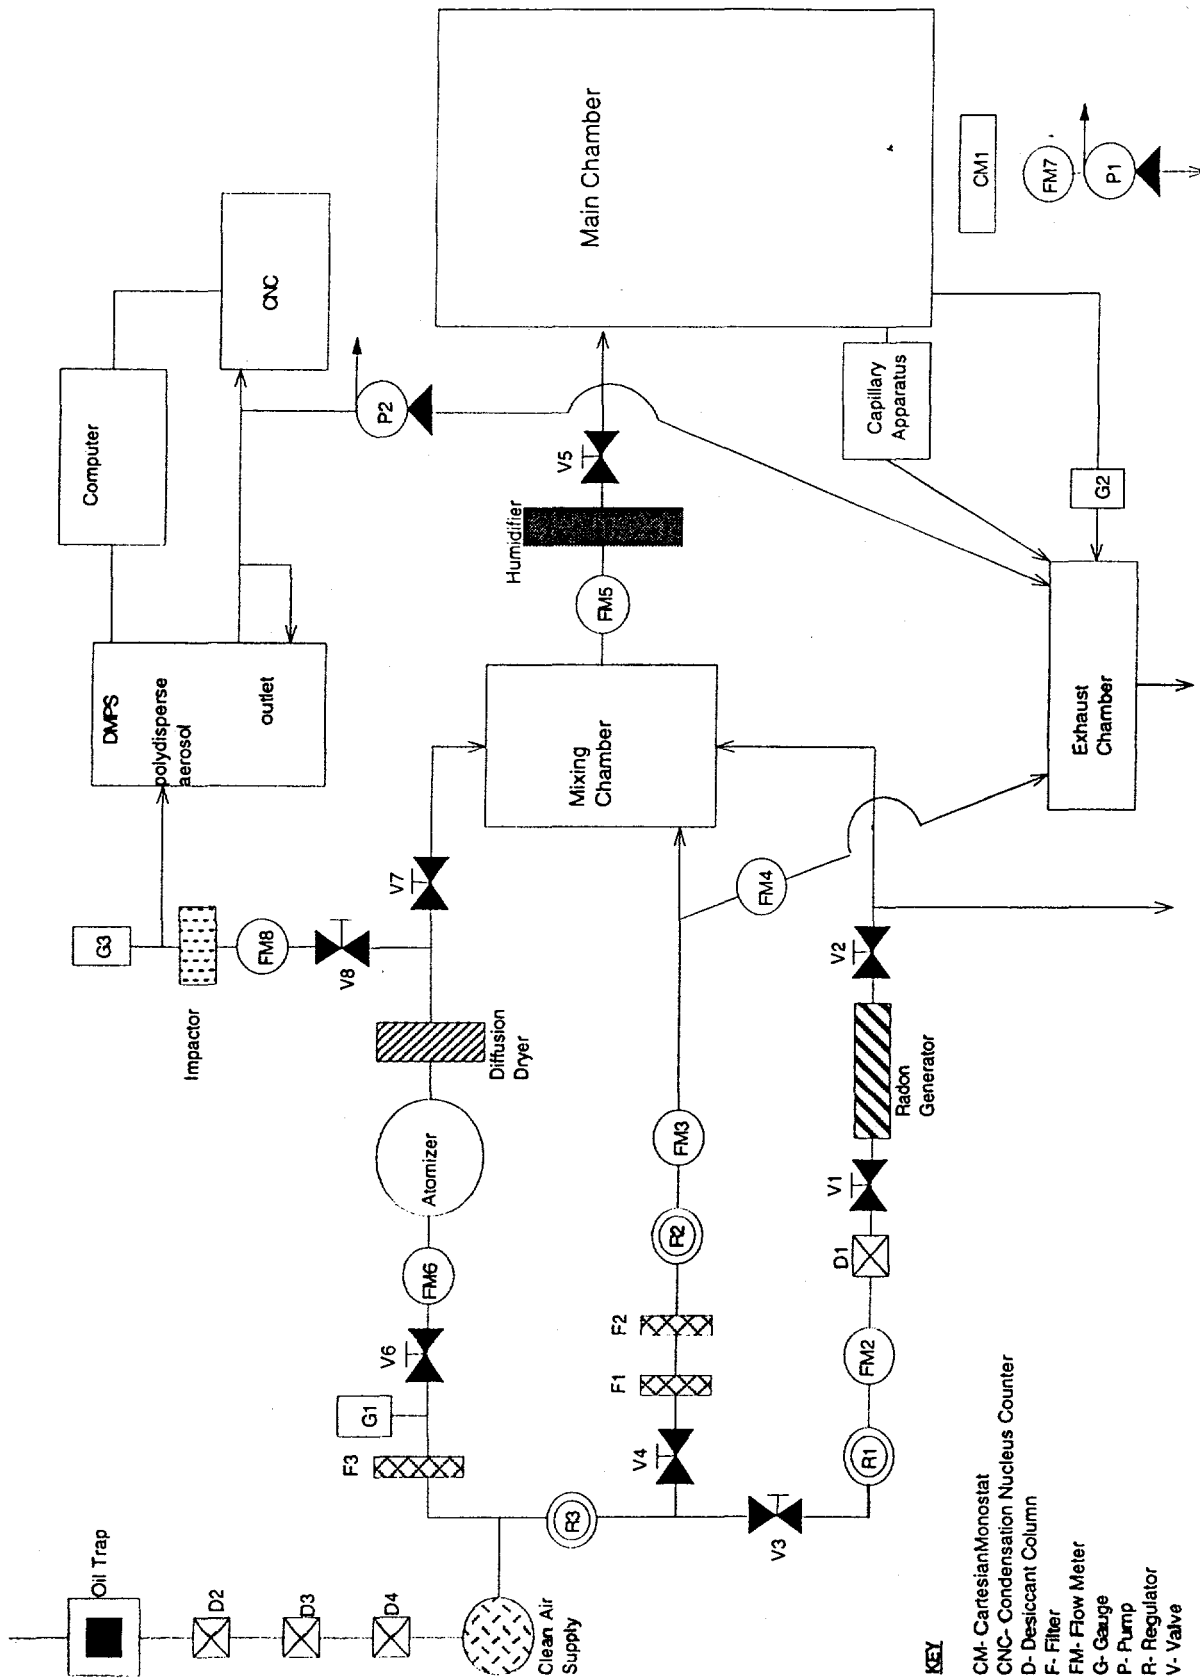 Oil Trap
D2
D3
D4
Clean Air
Supply
F3
G1
V6
FM6
Atomizer
Diffusion
Dryer
V8
FM8
Impactor
G3
V7
DMPS
polydisperse
aerosol
outlet
Computer
CNC
P2
R3
V4
F1
F2
R2
FM3
FM4
Mixing
Chamber
FM5
Humidifier
V5
Main Chamber
V3
R1
FM2
D1
V1
Radon
Generator
V2
Capillary
Apparatus
G2
Exhaust
Chamber
CM1
FM7
P1
KEY
CM- CartesianMonostat
CNC- Condensation Nucleus Counter
D- Desiccant Column
F- Filter
FM- Flow Meter
G- Gauge
P- Pump
R- Regulator
V- Valve